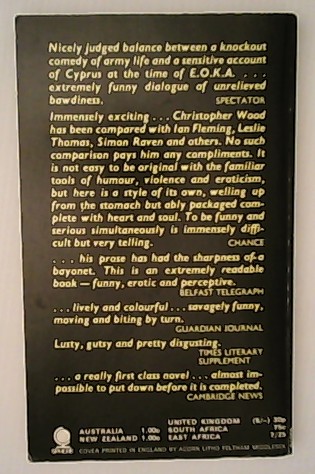 Nicely judged balance between a knockout
comedy of army life and a sensitive account
of Cyprus at the time of E.O.K.A. . . .
extremely funny dialogue of unrelieved
bawdiness. SPECTATOR
Immensely exciting . . . Christopher Wood
has been compared with Ian Fleming, Leslie
Thomas, Simon Raven and others. No such
comparison pays him any compliments. It
is not easy to be original with the familiar
tools of humour, violence and eroticism,
but here is a style of its own, welling up
from the stomach but ably packaged com-
plete with heart and soul. To be funny and
serious simultaneously is immensely diffi-
cult but very telling. CHANCE
. . . his prose has had the sharpness of a
bayonet. This is an extremely readable
book — funny, erotic and perceptive.
BELFAST TELEGRAPH
. . . lively and colourful . . . savagely funny,
moving and biting by turn.
GUARDIAN JOURNAL
Lusty, gutsy and pretty disgusting.
TIMES LITERARY
SUPPLEMENT
. . . a really first class novel . . . almost im-
possible to put down before it is completed.
CAMBRIDGE NEWS
AUSTRALIA 1.00c
NEW ZEALAND 1.00c
UNITED KINGDOM (6/-) 30p
SOUTH AFRICA 75c
EAST AFRICA 7/25
COVER PRINTED IN ENGLAND BY ACORN LITHO FELTHAM MIDDLESEX